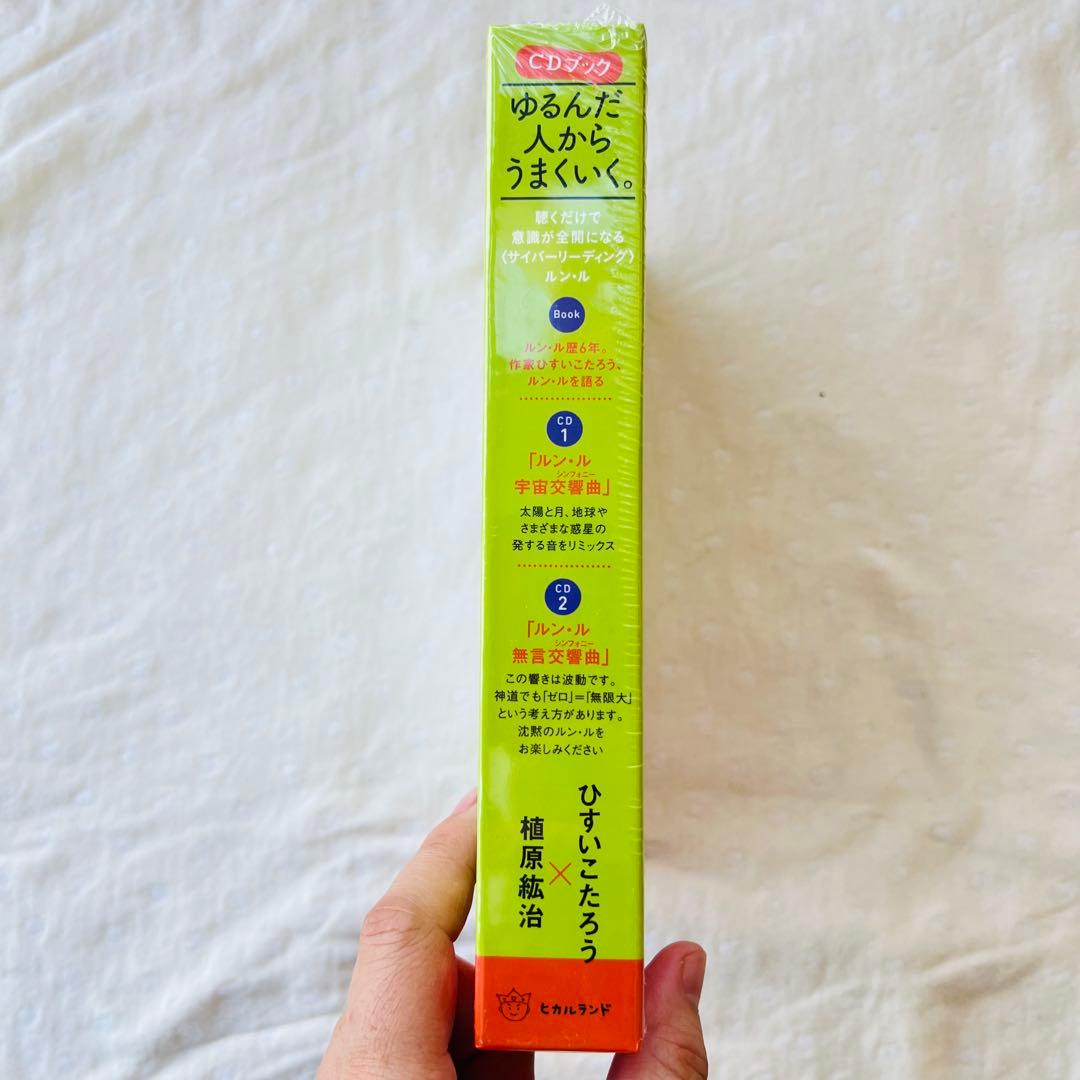 CDブック
ゆるんだ
人から
うまくいく。
聴くだけで
意識が全開になる
〈サイバーリーディング〉
ルン・ル
Book
ルン・ル歴6年。
作家ひすいこたろう、
ルン・ルを語る
CD
1
「ルン・ル
シンフォニー
宇宙交響曲」
太陽と月、地球や
さまざまな惑星の
発する音をリミックス
CD
2
「ルン・ル
シンフォニー
無言交響曲」
この響きは波動です。
神道でも「ゼロ」=「無限大」
という考え方があります。
沈黙のルン・ルを
お楽しみください
ひすいこたろう
×
植原紘治
ヒカルランド